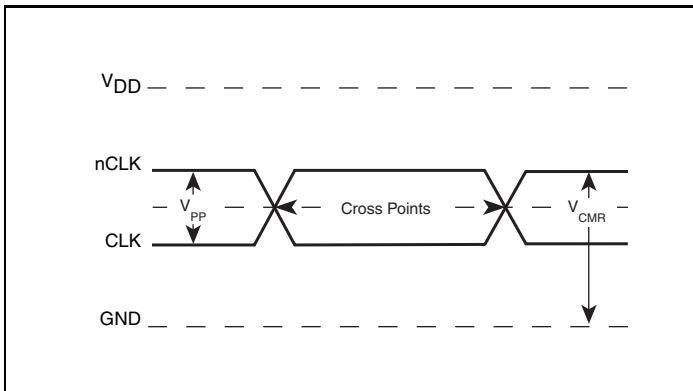 VDD
nCLK
VPP
Cross Points
VCMR
CLK
GND